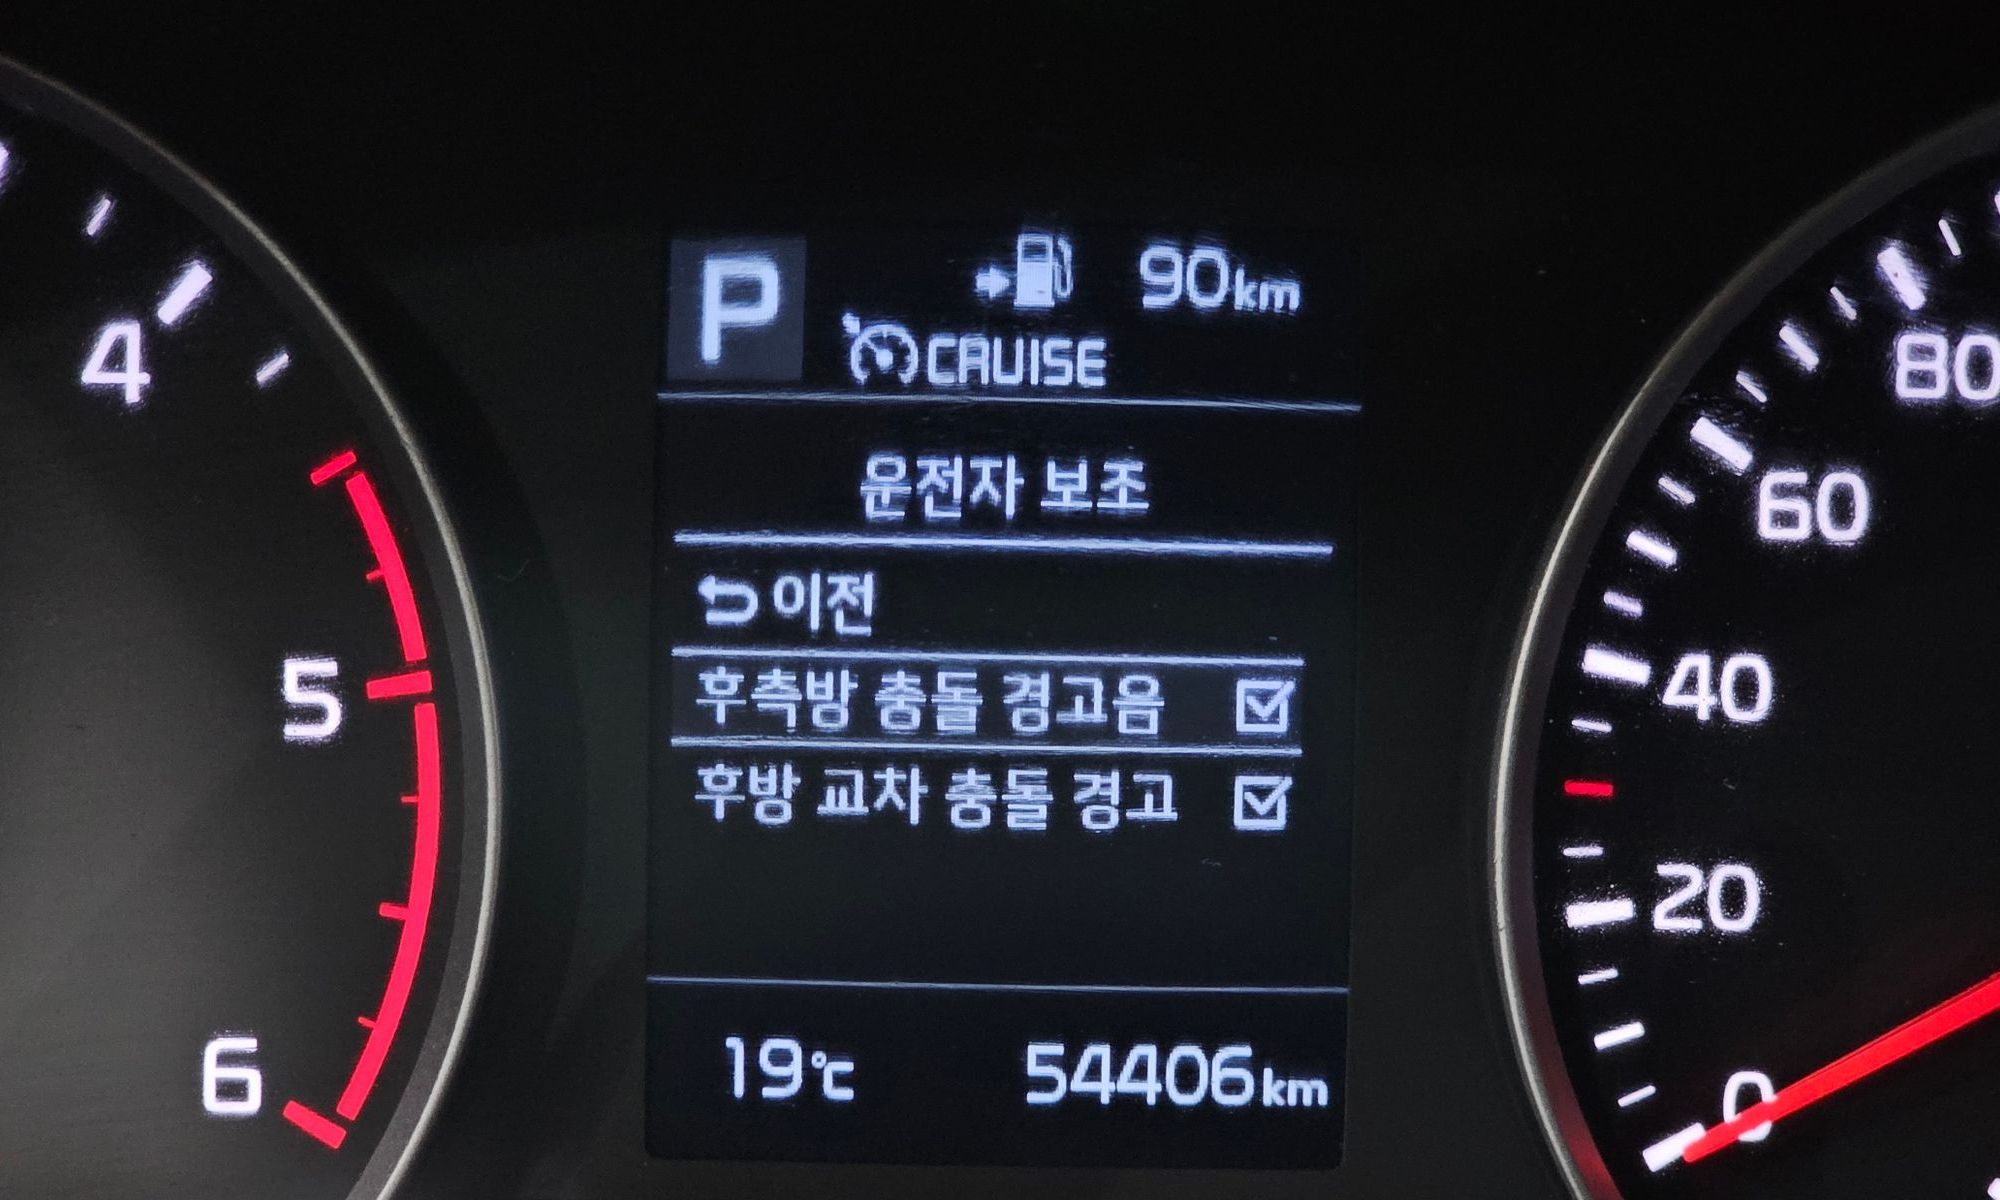 P 90km
CRUISE
운전자 보조
이전
후측방 충돌 경고음
후방 교차 충돌 경고
19℃ 54406km
4
5
6
80
60
40
20
0